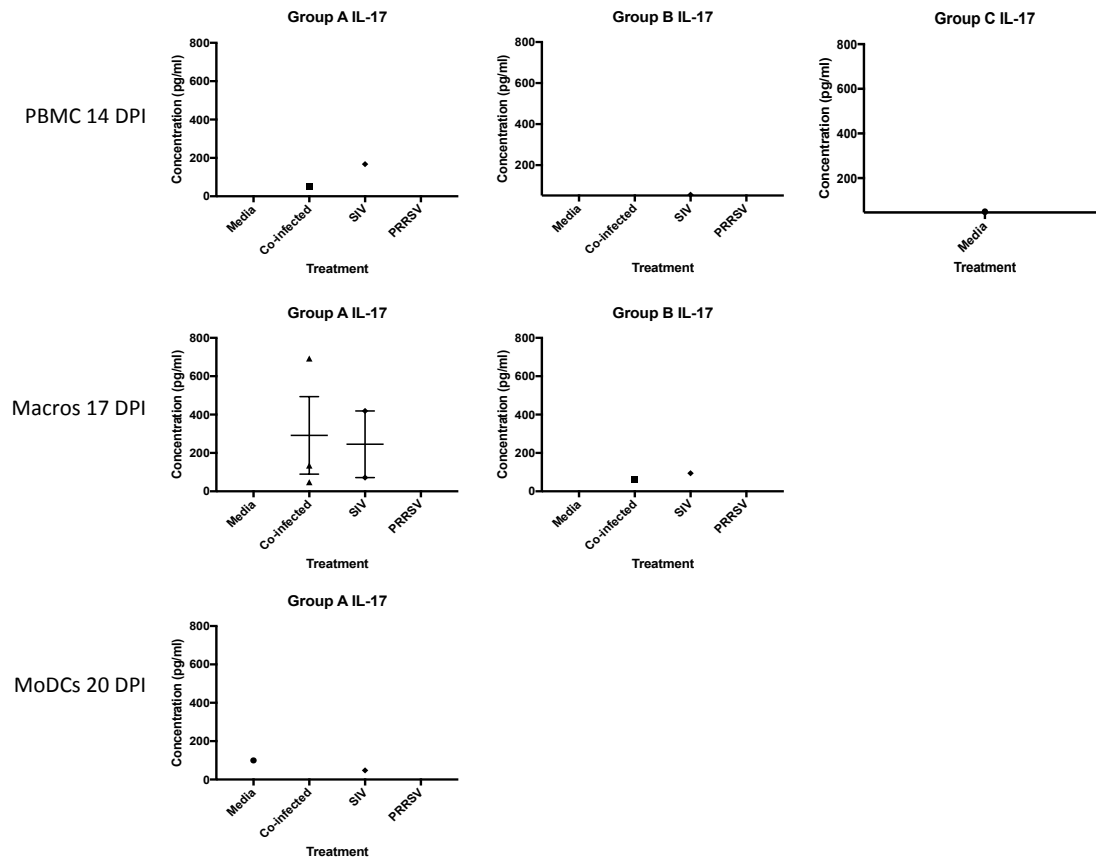 PBMC 14 DPI
Group A IL-17
Concentration (pg/ml)
800
600
400
200
0
Media
Co-infected
SIV
PRRSV
Treatment
Group B IL-17
Concentration (pg/ml)
800
600
400
200
Media
Co-infected
SIV
PRRSV
Treatment
Group C IL-17
Concentration (pg/ml)
800
600
400
200
Media
Treatment
Macros 17 DPI
Group A IL-17
Concentration (pg/ml)
800
600
400
200
0
Media
Co-infected
SIV
PRRSV
Treatment
Group B IL-17
Concentration (pg/ml)
800
600
400
200
0
Media
Co-infected
SIV
PRRSV
Treatment
MoDCs 20 DPI
Group A IL-17
Concentration (pg/ml)
800
600
400
200
0
Media
Co-infected
SIV
PRRSV
Treatment